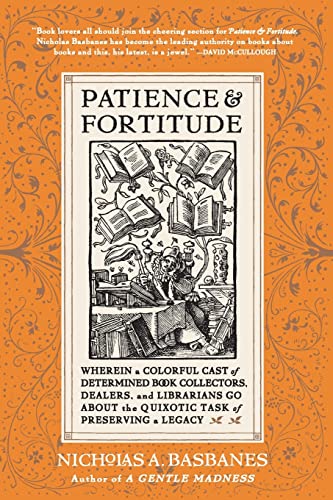 "Book lovers all should join the cheering section for Patience & Fortitude.
Nicholas Basbanes has become the leading authority on books about
books and this, his latest, is a jewel." —DAVID McCULLOUGH
PATIENCE &
FORTITUDE
WHEREIN a COLORFUL CAST of
DETERMINED BOOK COLLECTORS,
DEALERS, and LIBRARIANS GO
ABOUT the QUIXOTIC TASK of
PRESERVING a LEGACY
NICHOLAS A. BASBANES
Author of A GENTLE MADNESS